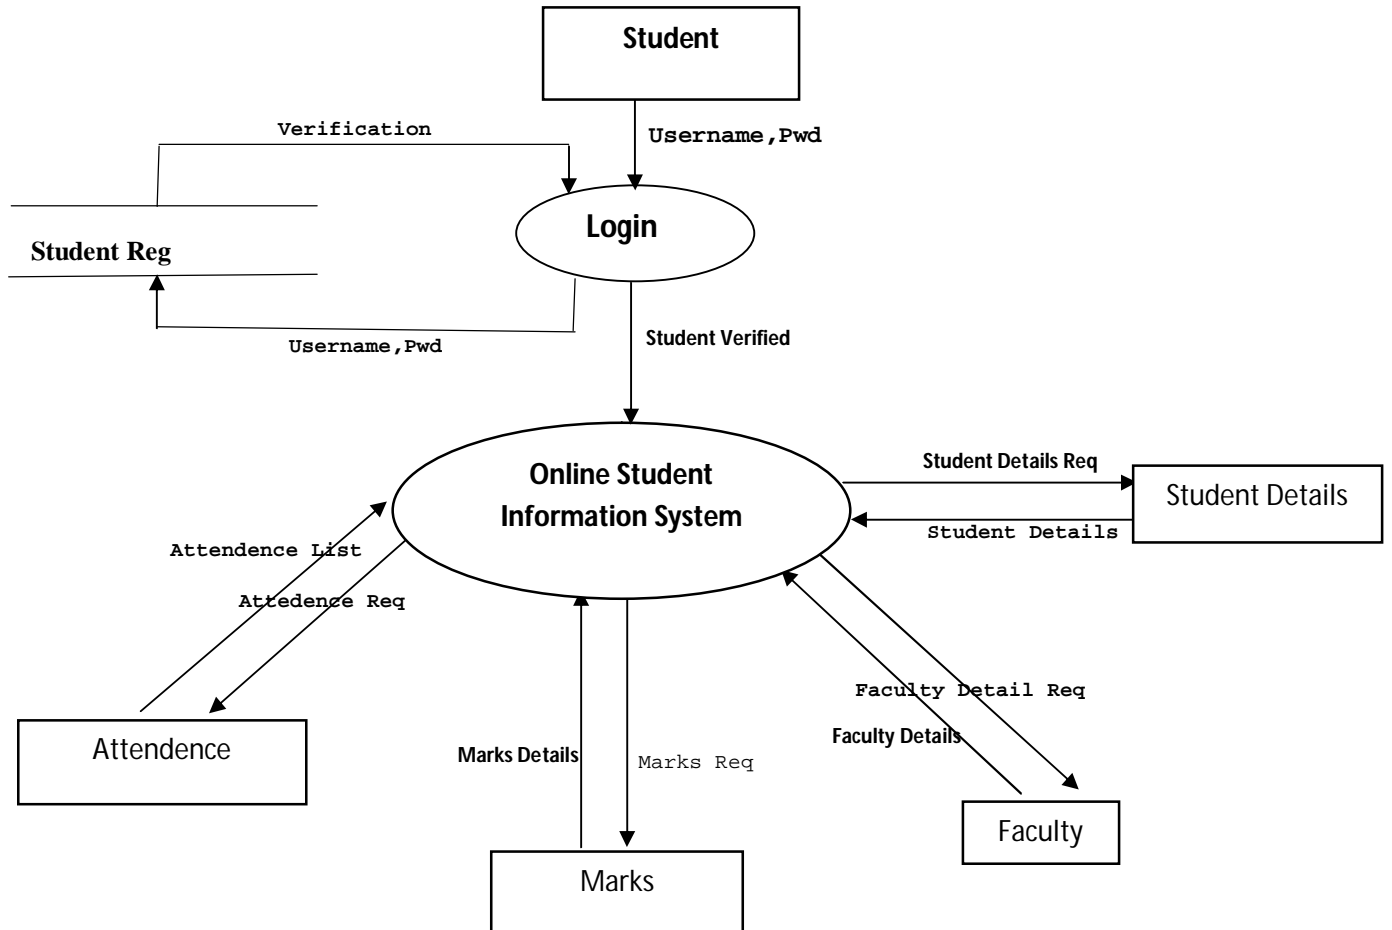 Student
Verification
Username,Pwd
Login
Student Reg
Student Verified
Username,Pwd
Online Student
Information System
Student Details Req
Student Details
Student Details
Attendence List
Attedence Req
Faculty Detail Req
Faculty Details
Attendence
Marks Details
Marks Req
Faculty
Marks